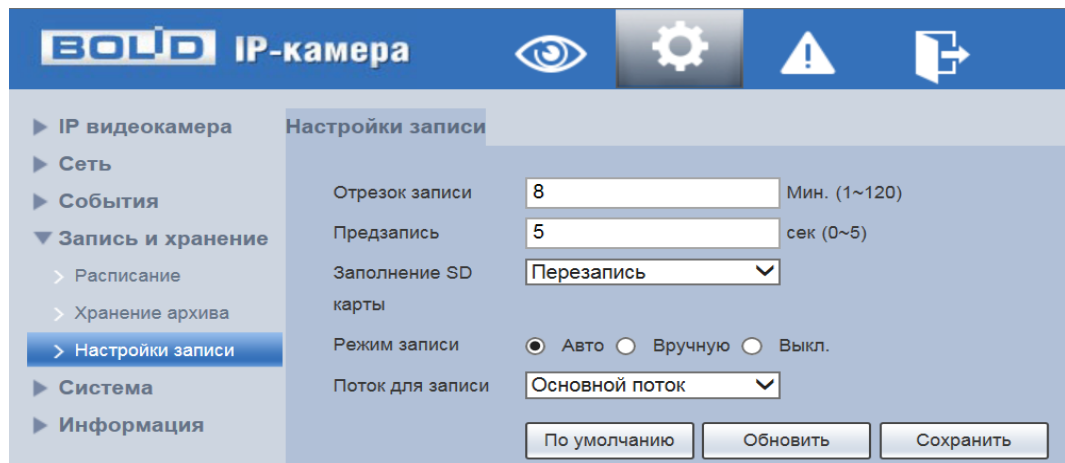 BOLID IP-камера
IP видеокамера
Сеть
События
Запись и хранение
Расписание
Хранение архива
Настройки записи
Система
Информация
Настройки записи
Отрезок записи 8 Мин. (1~120)
Предзапись 5 сек (0~5)
Заполнение SD Перезапись
карты
Режим записи Авто Вручную Выкл.
Поток для записи Основной поток
По умолчанию Обновить Сохранить